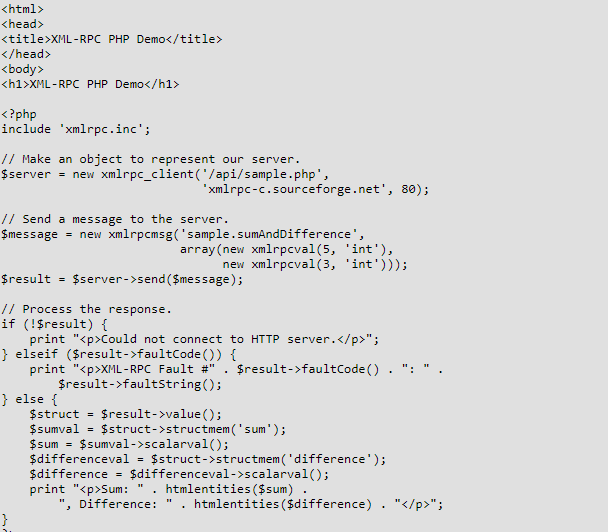 <html>
<head>
<title>XML-RPC PHP Demo</title>
</head>
<body>
<h1>XML-RPC PHP Demo</h1>

<?php
include 'xmlrpc.inc';

// Make an object to represent our server.
$server = new xmlrpc_client('/api/sample.php',
                            'xmlrpc-c.sourceforge.net', 80);

// Send a message to the server.
$message = new xmlrpcmsg('sample.sumAndDifference',
                         array(new xmlrpcval(5, 'int'),
                               new xmlrpcval(3, 'int')));
$result = $server->send($message);

// Process the response.
if (!$result) {
    print "<p>Could not connect to HTTP server.</p>";
} elseif ($result->faultCode()) {
    print "<p>XML-RPC Fault #" . $result->faultCode() . ": " .
        $result->faultString();
} else {
    $struct = $result->value();
    $sumval = $struct->structmem('sum');
    $sum = $sumval->scalarval();
    $differenceval = $struct->structmem('difference');
    $difference = $differenceval->scalarval();
    print "<p>Sum: " . htmlentities($sum) .
        ", Difference: " . htmlentities($difference) . "</p>";
}